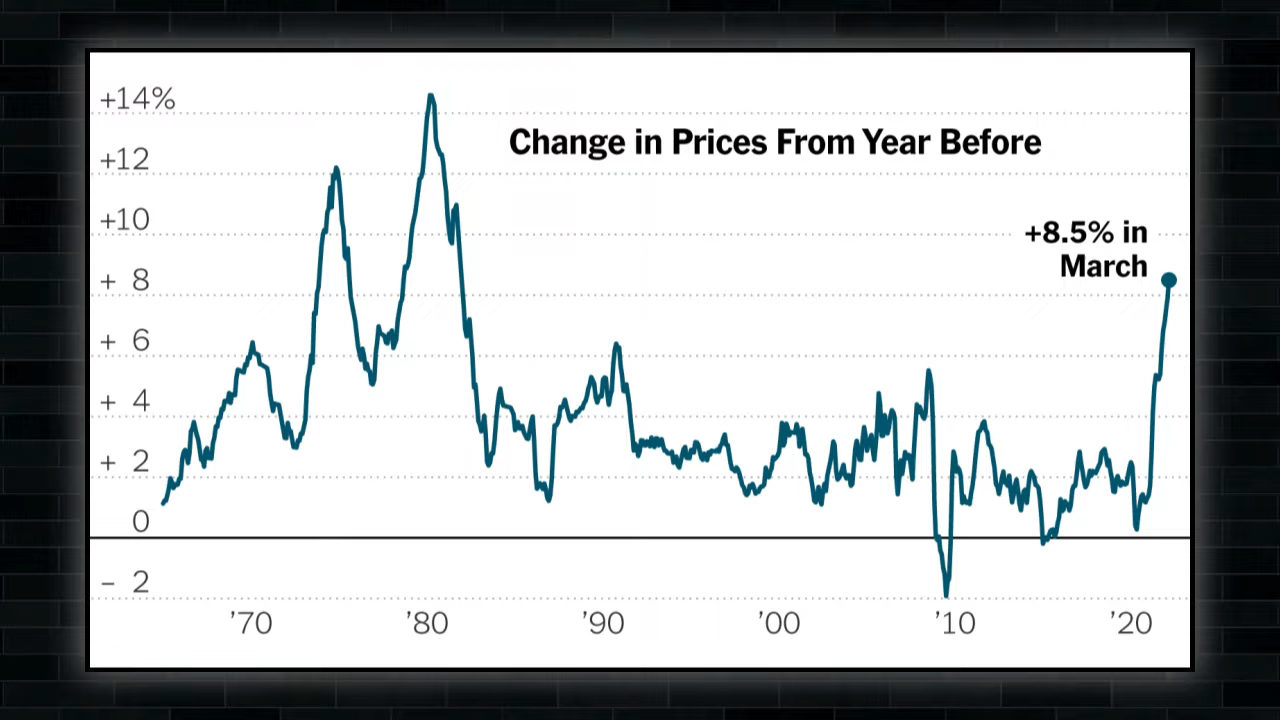 +14%
Change in Prices From Year Before
+12
+10
+8.5% in
March
+ 8
+ 6
+ 4
+ 2
0
− 2
’70 ’80 ’90 ’00 ’10 ’20